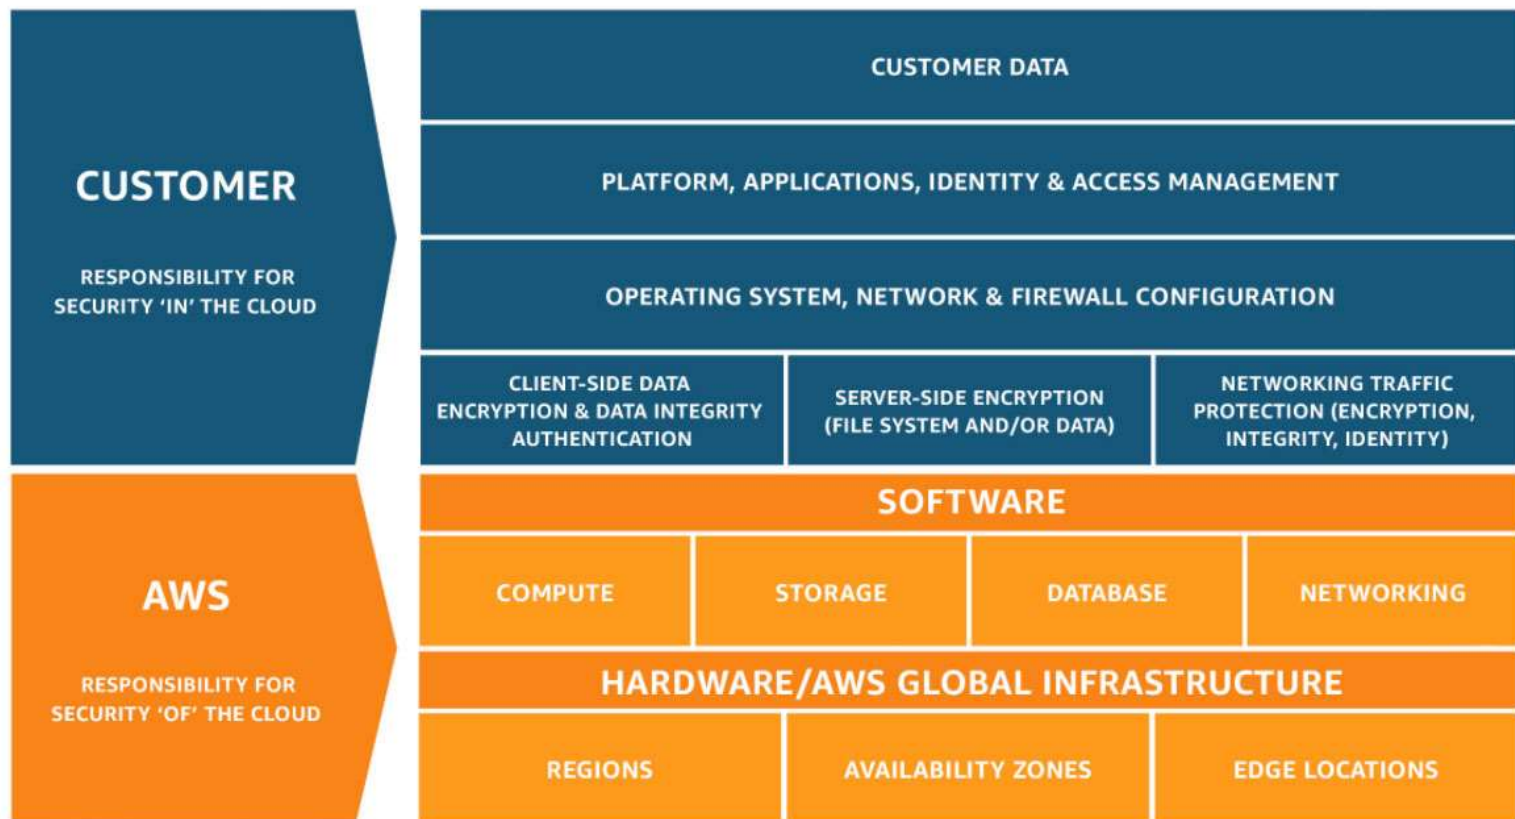 CUSTOMER
RESPONSIBILITY FOR
SECURITY ‘IN’ THE CLOUD
CUSTOMER DATA
PLATFORM, APPLICATIONS, IDENTITY & ACCESS MANAGEMENT
OPERATING SYSTEM, NETWORK & FIREWALL CONFIGURATION
CLIENT-SIDE DATA
ENCRYPTION & DATA INTEGRITY
AUTHENTICATION
SERVER-SIDE ENCRYPTION
(FILE SYSTEM AND/OR DATA)
NETWORKING TRAFFIC
PROTECTION (ENCRYPTION,
INTEGRITY, IDENTITY)
AWS
RESPONSIBILITY FOR
SECURITY ‘OF’ THE CLOUD
SOFTWARE
COMPUTE
STORAGE
DATABASE
NETWORKING
HARDWARE/AWS GLOBAL INFRASTRUCTURE
REGIONS
AVAILABILITY ZONES
EDGE LOCATIONS